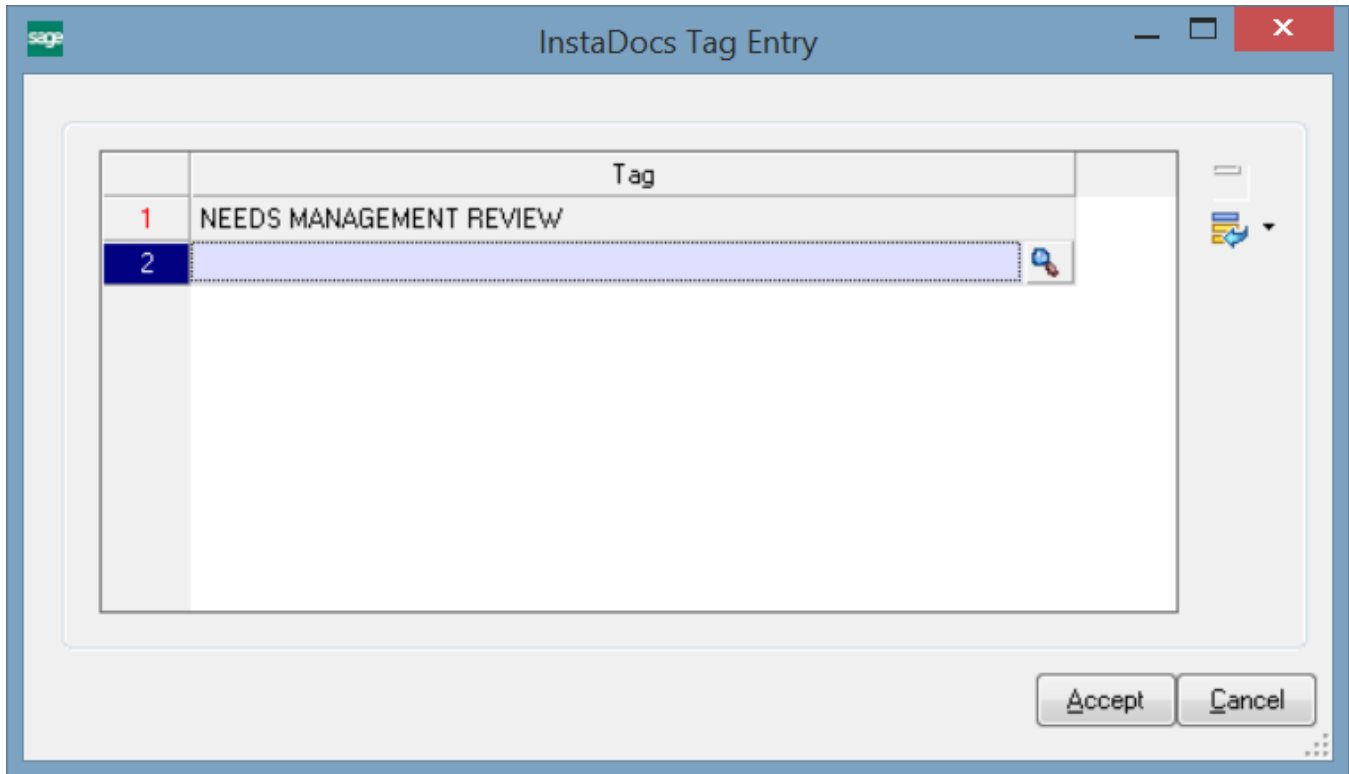 sage
InstaDocs Tag Entry
Tag
1 NEEDS MANAGEMENT REVIEW
2
Accept Cancel